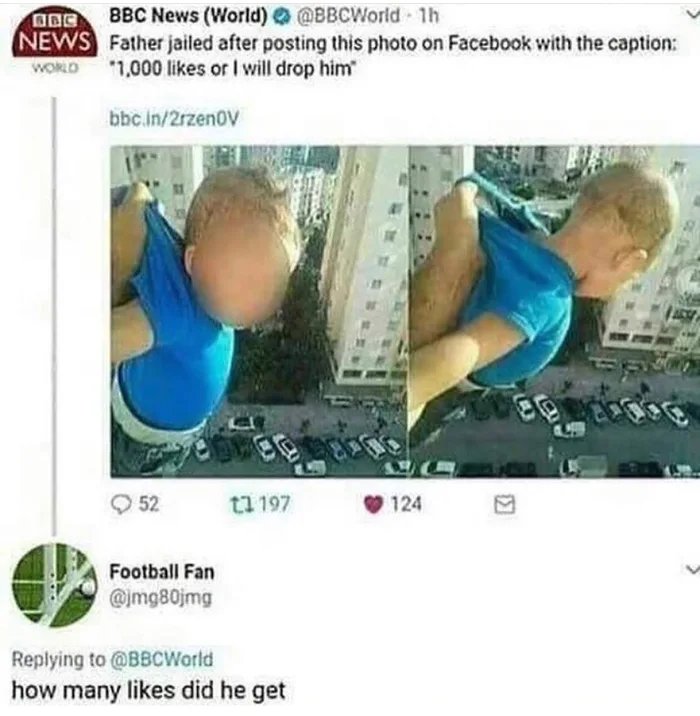 BBC
NEWS
WORLD
BBC News (World) @BBCWorld · 1h
Father jailed after posting this photo on Facebook with the caption:
"1,000 likes or I will drop him"
bbc.in/2rzen0V
52 197 124
Football Fan
@jmg80jmg
Replying to @BBCWorld
how many likes did he get